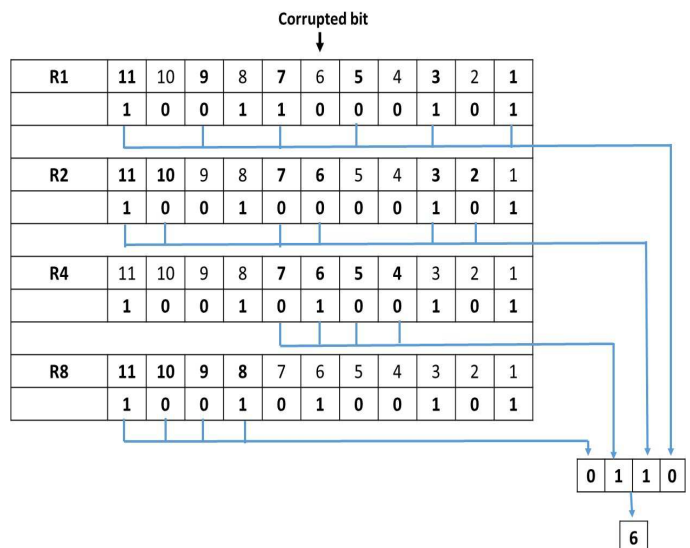 Corrupted bit
R1 11 10 9 8 7 6 5 4 3 2 1
1 0 0 1 1 0 0 0 1 0 1
R2 11 10 9 8 7 6 5 4 3 2 1
1 0 0 1 0 0 0 0 1 0 1
R4 11 10 9 8 7 6 5 4 3 2 1
1 0 0 1 0 1 0 0 1 0 1
R8 11 10 9 8 7 6 5 4 3 2 1
1 0 0 1 0 1 0 0 1 0 1
0 1 1 0
6